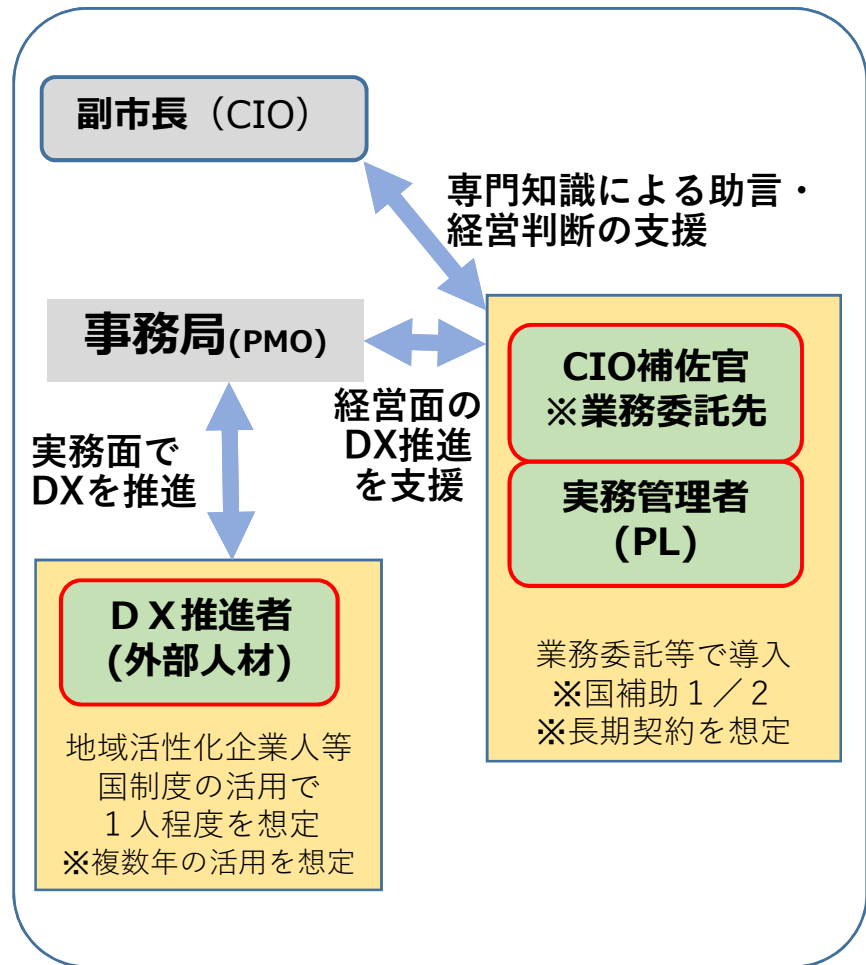 副市長（CIO）
専門知識による助言・
経営判断の支援
事務局(PMO)
経営面の
DX推進
を支援
実務面で
DXを推進
CIO補佐官
※業務委託先
実務管理者
(PL)
業務委託等で導入
※国補助１／２
※長期契約を想定
ＤＸ推進者
(外部人材)
地域活性化企業人等
国制度の活用で
１人程度を想定
※複数年の活用を想定